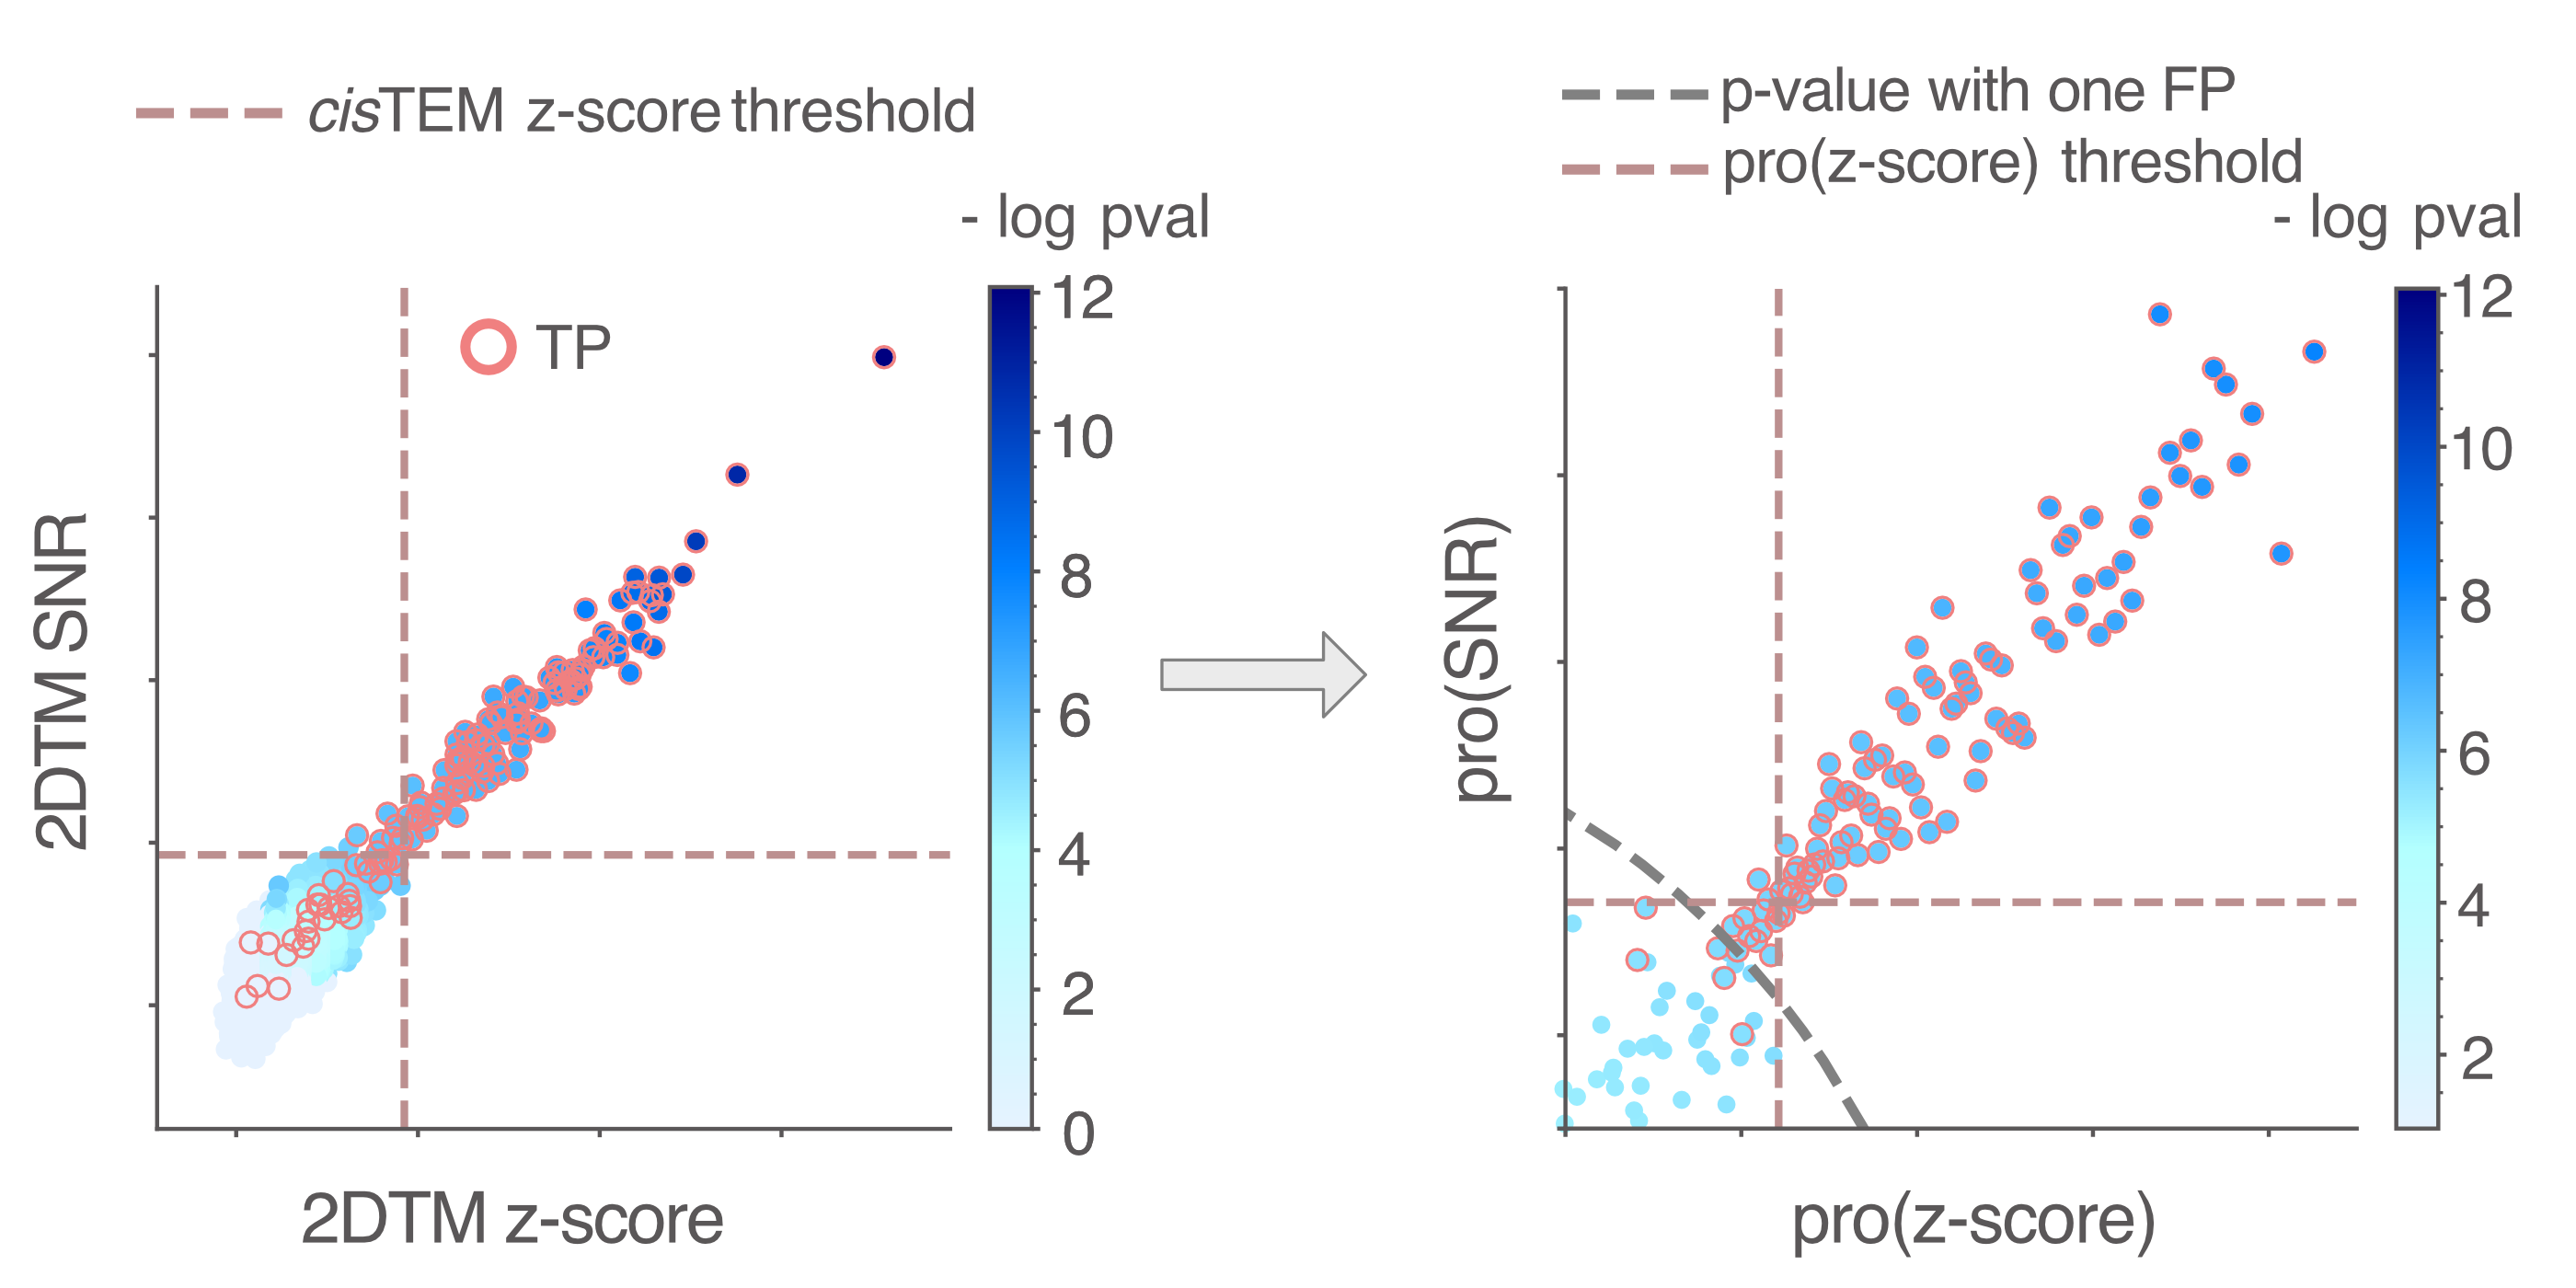 cisTEM z-score threshold
- log pval
TP
2DTM SNR
12
10
8
6
4
2
0
2DTM z-score
p-value with one FP
pro(z-score) threshold
- log pval
pro(SNR)
12
10
8
6
4
2
pro(z-score)